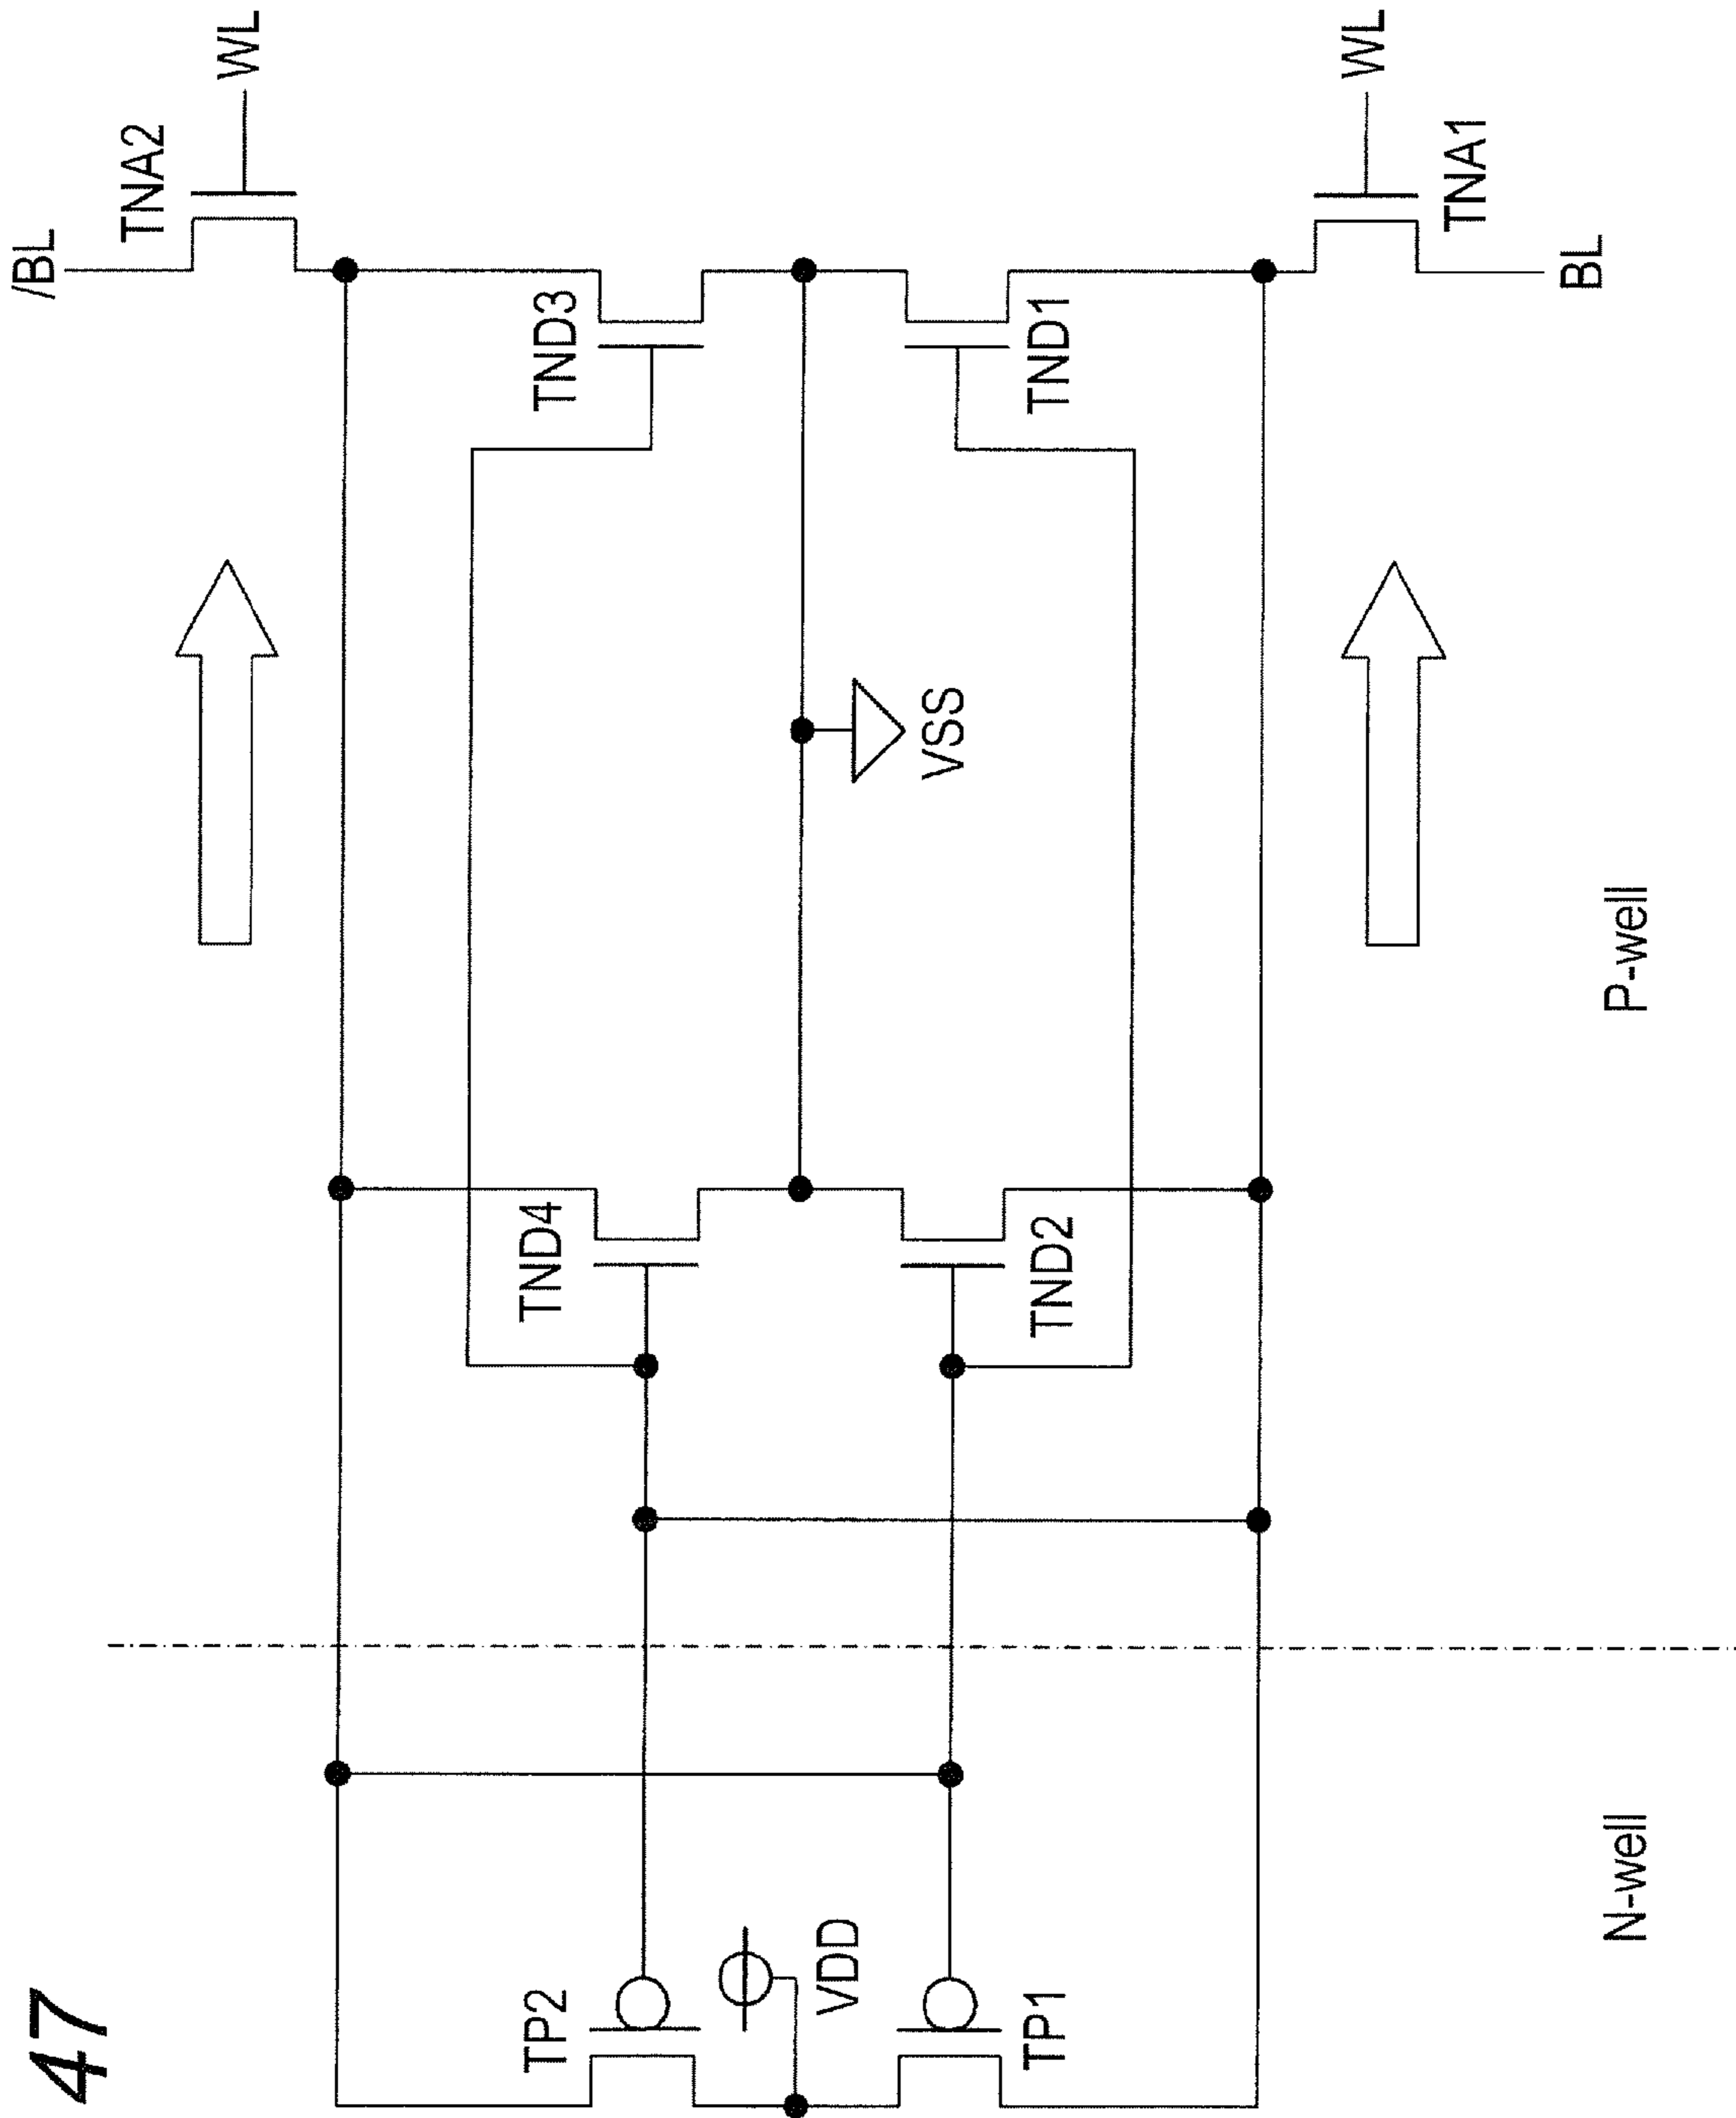 47
/BL
TNA2
WL
TND3
TND1
WL
TNA1
BL
VSS
P-well
TND4
TND2
TP2
VDD
TP1
N-well